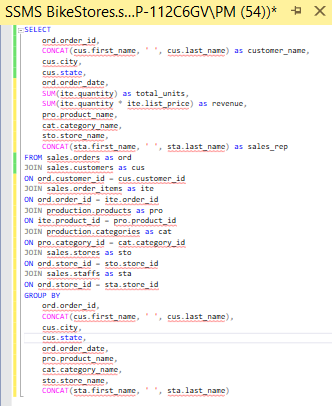 SSMS BikeStores.s...P-112C6GV\PM (54))*
SELECT
ord.order_id,
CONCAT(cus.first_name, ' ', cus.last_name) as customer_name,
cus.city,
cus.state,
ord.order_date,
SUM(ite.quantity) as total_units,
SUM(ite.quantity * ite.list_price) as revenue,
pro.product_name,
cat.category_name,
sto.store_name,
CONCAT(sta.first_name, ' ', sta.last_name) as sales_rep
FROM sales.orders as ord
JOIN sales.customers as cus
ON ord.customer_id = cus.customer_id
JOIN sales.order_items as ite
ON ord.order_id = ite.order_id
JOIN production.products as pro
ON ite.product_id = pro.product_id
JOIN production.categories as cat
ON pro.category_id = cat.category_id
JOIN sales.stores as sto
ON ord.store_id = sto.store_id
JOIN sales.staffs as sta
ON ord.store_id = sta.store_id
GROUP BY
ord.order_id,
CONCAT(cus.first_name, ' ', cus.last_name),
cus.city,
cus.state,
ord.order_date,
pro.product_name,
cat.category_name,
sto.store_name,
CONCAT(sta.first_name, ' ', sta.last_name)